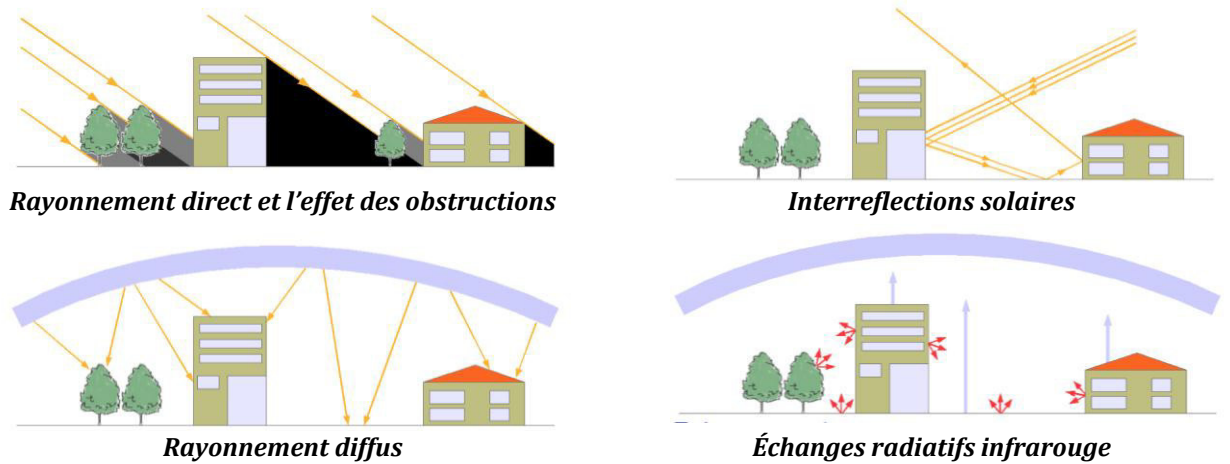 Rayonnement direct et l’effet des obstructions
Interreflections solaires
Rayonnement diffus
Échanges radiatifs infrarouge